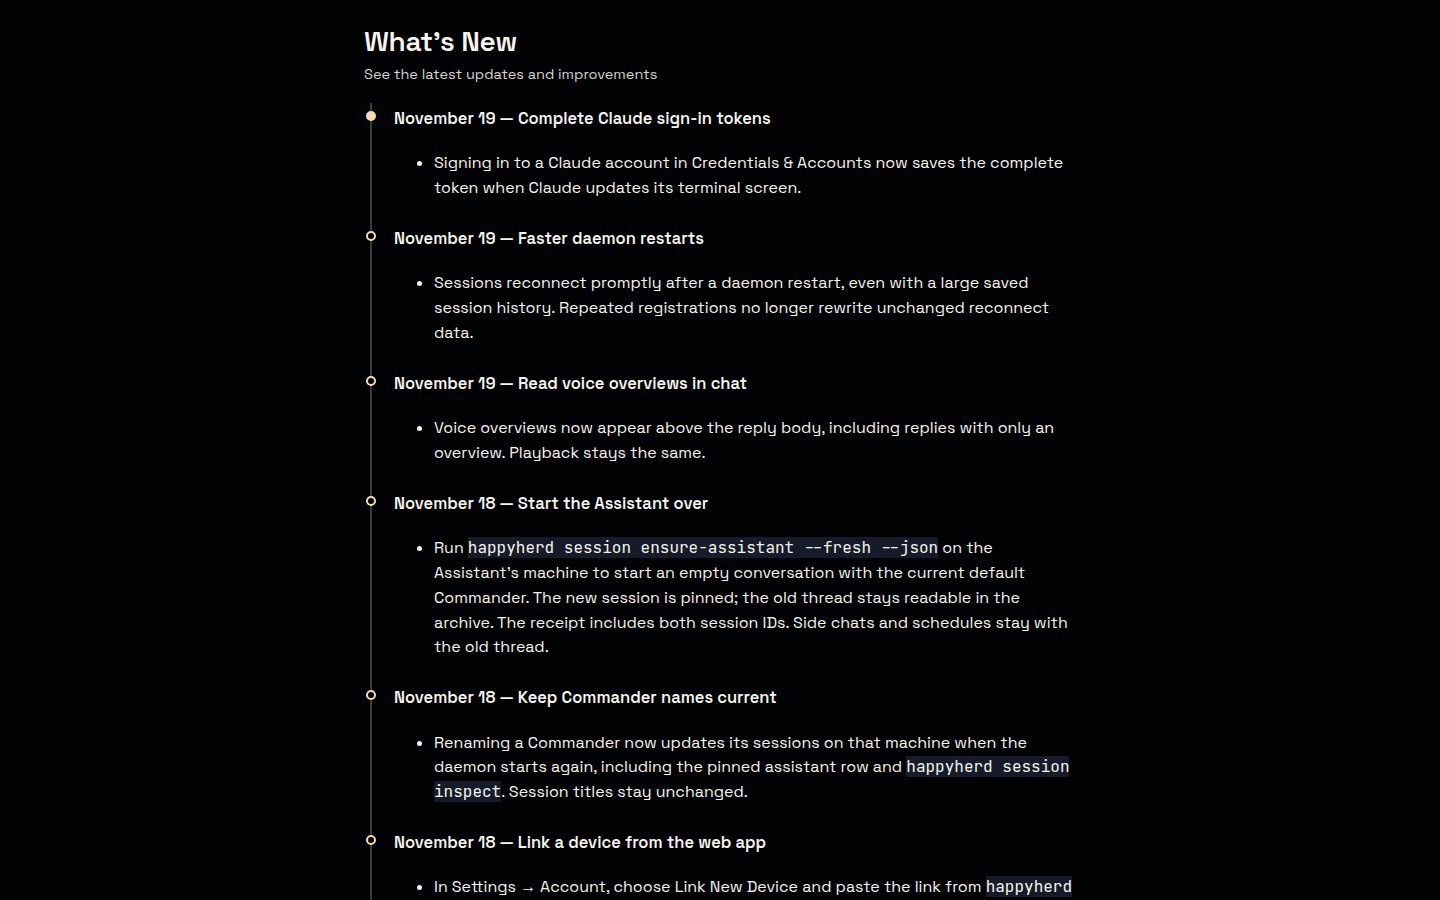 What's New
See the latest updates and improvements
November 19 — Complete Claude sign-in tokens
• Signing in to a Claude account in Credentials & Accounts now saves the complete
token when Claude updates its terminal screen.
November 19 — Faster daemon restarts
• Sessions reconnect promptly after a daemon restart, even with a large saved
session history. Repeated registrations no longer rewrite unchanged reconnect
data.
November 19 — Read voice overviews in chat
• Voice overviews now appear above the reply body, including replies with only an
overview. Playback stays the same.
November 18 — Start the Assistant over
• Run happyherd session ensure-assistant --fresh --json on the
Assistant's machine to start an empty conversation with the current default
Commander. The new session is pinned; the old thread stays readable in the
archive. The receipt includes both session IDs. Side chats and schedules stay with
the old thread.
November 18 — Keep Commander names current
• Renaming a Commander now updates its sessions on that machine when the
daemon starts again, including the pinned assistant row and happyherd session
inspect. Session titles stay unchanged.
November 18 — Link a device from the web app
• In Settings → Account, choose Link New Device and paste the link from happyherd